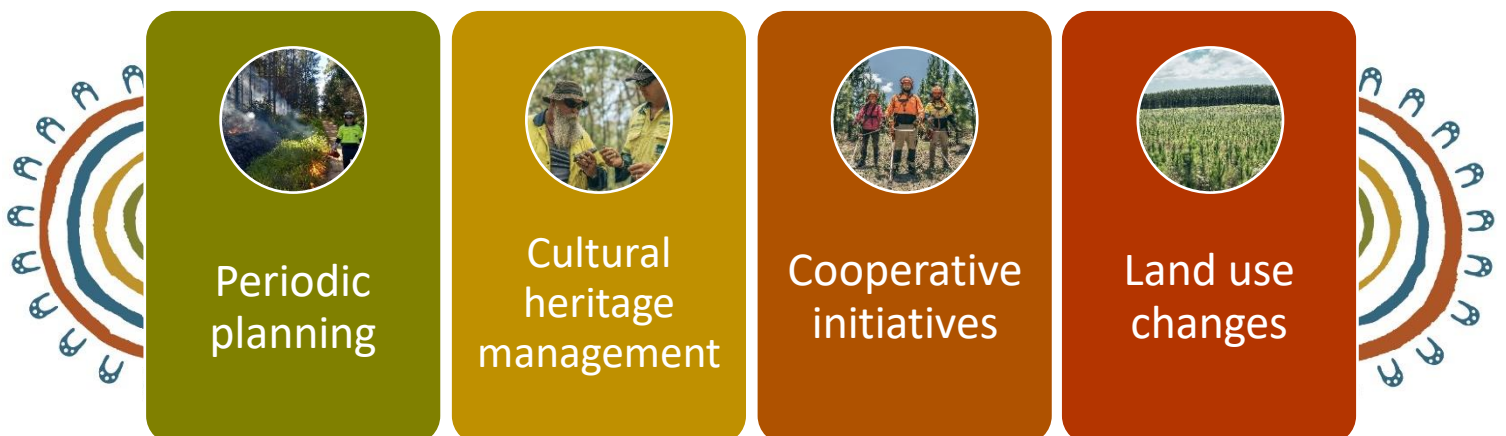 Periodic
planning
Cultural
heritage
management
Cooperative
initiatives
Land use
changes